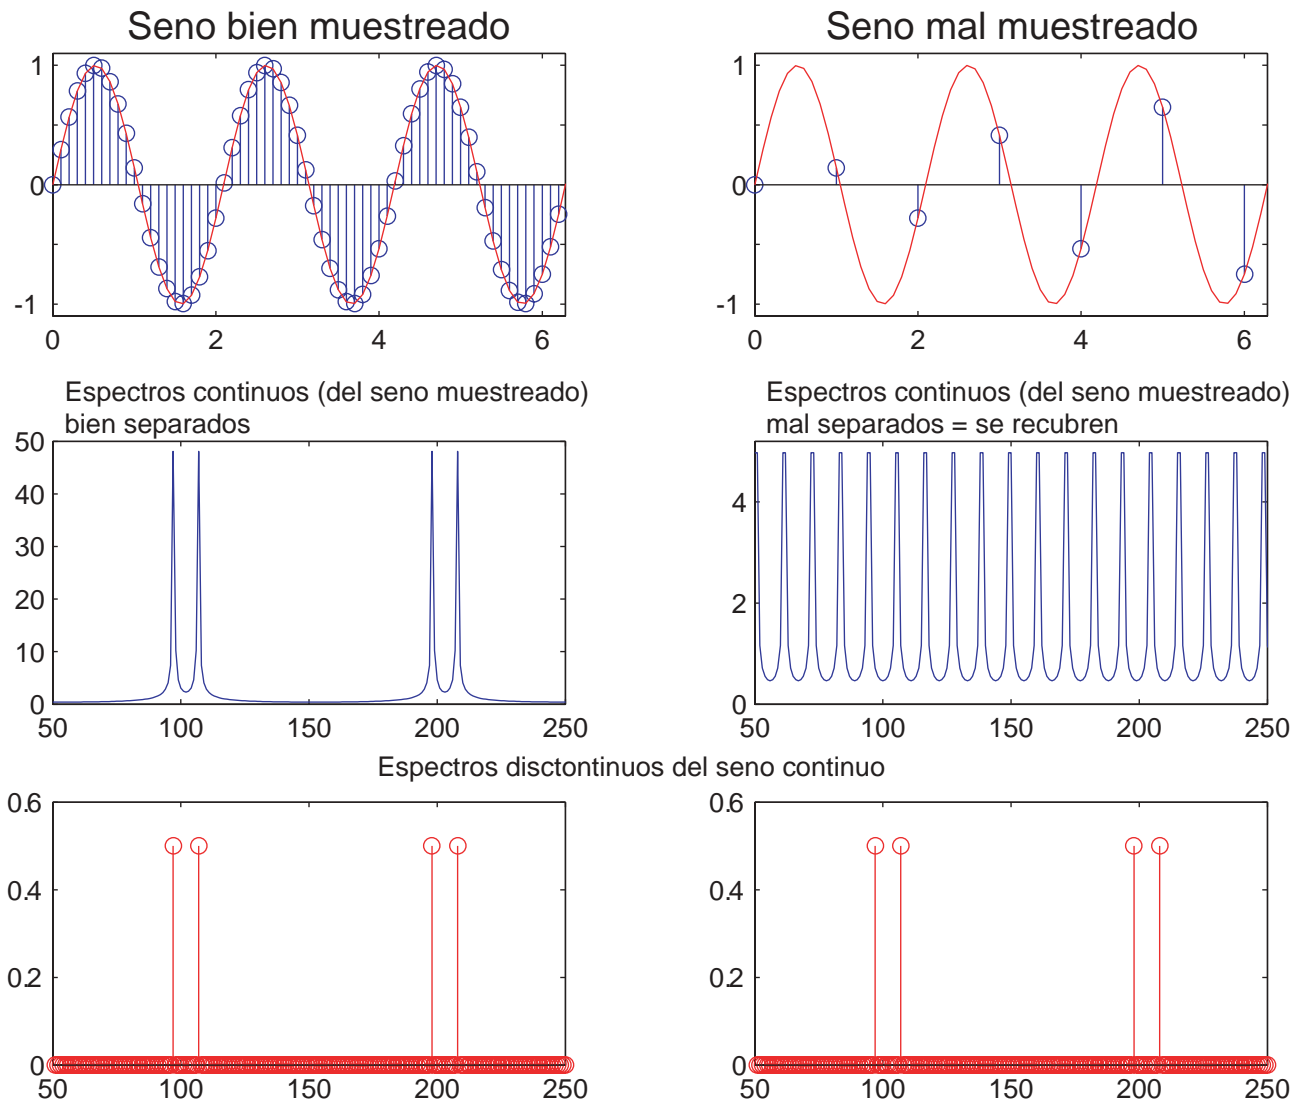 Seno bien muestreado
Seno mal muestreado
1
0
-1
0 2 4 6
1
0
-1
0 2 4 6
Espectros continuos (del seno muestreado)
bien separados
Espectros continuos (del seno muestreado)
mal separados = se recubren
50
40
30
20
10
0
50 100 150 200 250
4
2
0
50 100 150 200 250
Espectros disctontinuos del seno continuo
0.6
0.4
0.2
0
50 100 150 200 250
0.6
0.4
0.2
0
50 100 150 200 250